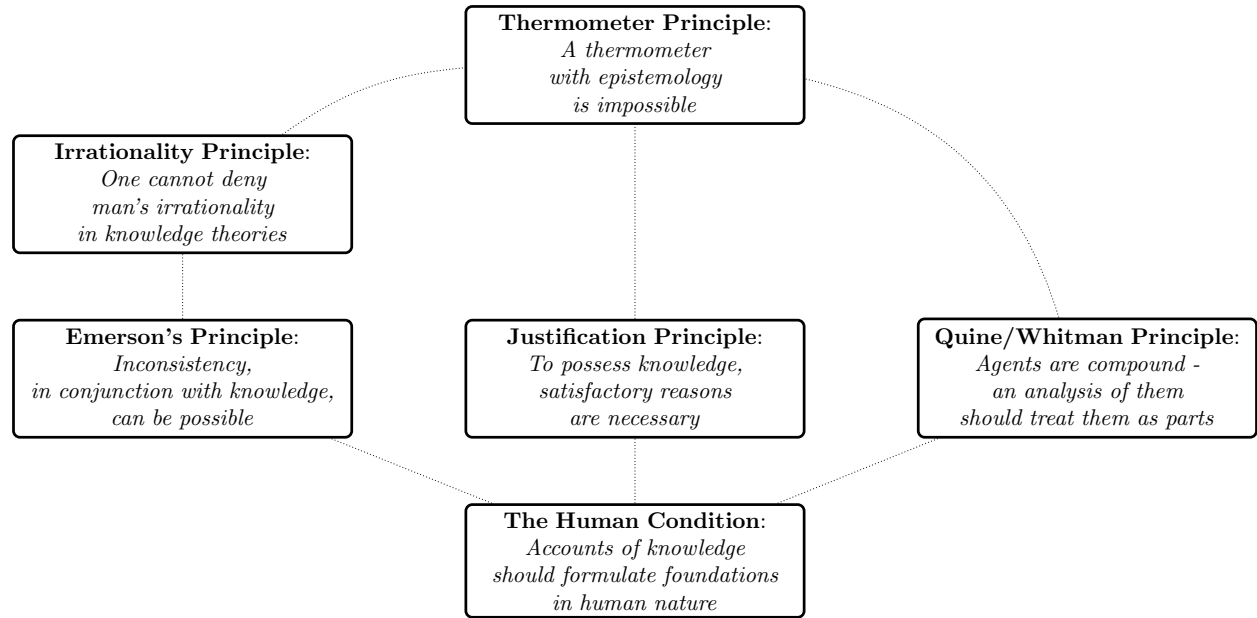 Thermometer Principle:
A thermometer
with epistemology
is impossible
Irrationality Principle:
One cannot deny
man's irrationality
in knowledge theories
Emerson's Principle:
Inconsistency,
in conjunction with knowledge,
can be possible
Justification Principle:
To possess knowledge,
satisfactory reasons
are necessary
Quine/Whitman Principle:
Agents are compound -
an analysis of them
should treat them as parts
The Human Condition:
Accounts of knowledge
should formulate foundations
in human nature